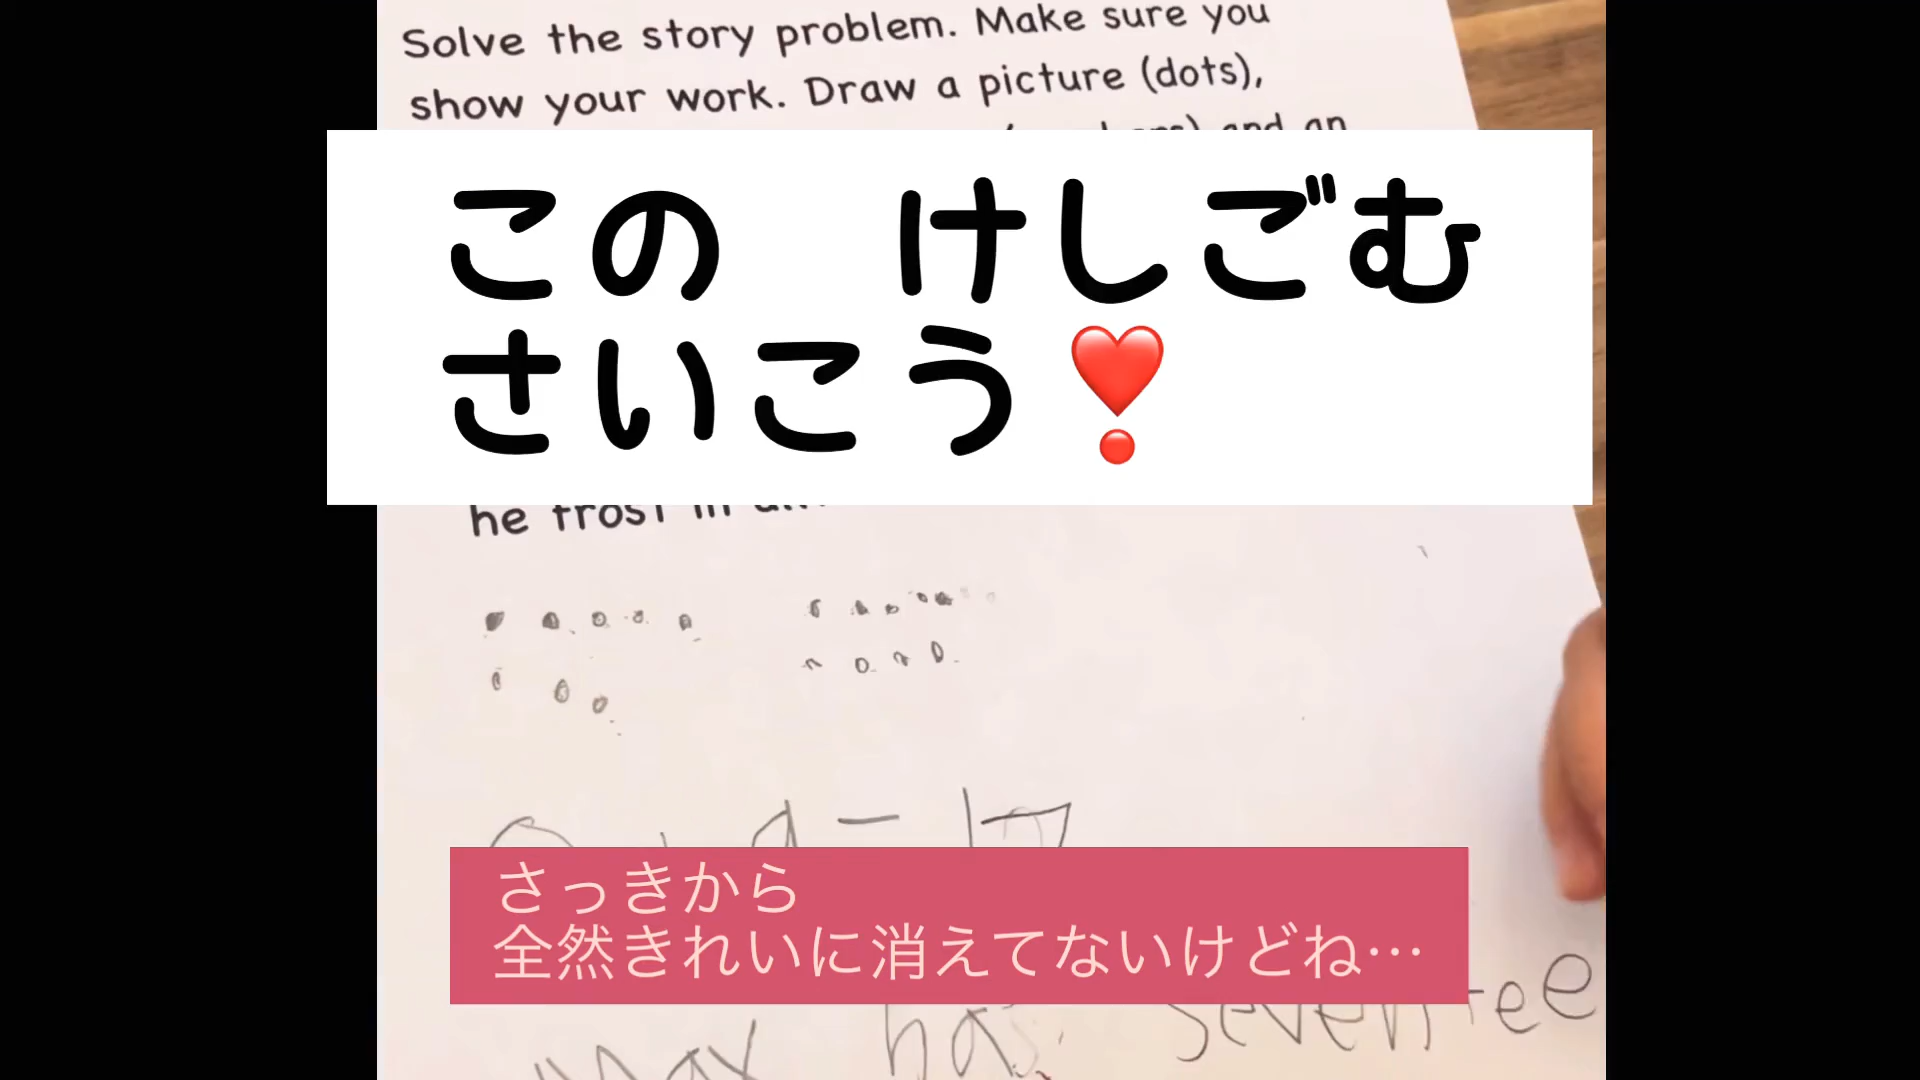 Solve the story problem. Make sure you
show your work. Draw a picture (dots),
and an
このけしごむ
さいこう❣️
he
さっきから
全然きれいに消えてないけどね…
has seventee